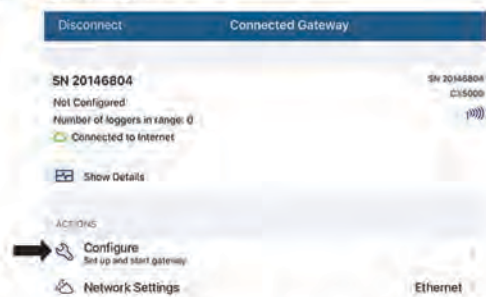 Disconnect Connected Gateway
SN 20146804 SN 20146804
Not Configured CX5000
Number of loggers in range: 0
Connected to Internet
Show Details
ACTIONS
Configure
Set up and start gateway
Network Settings Ethernet